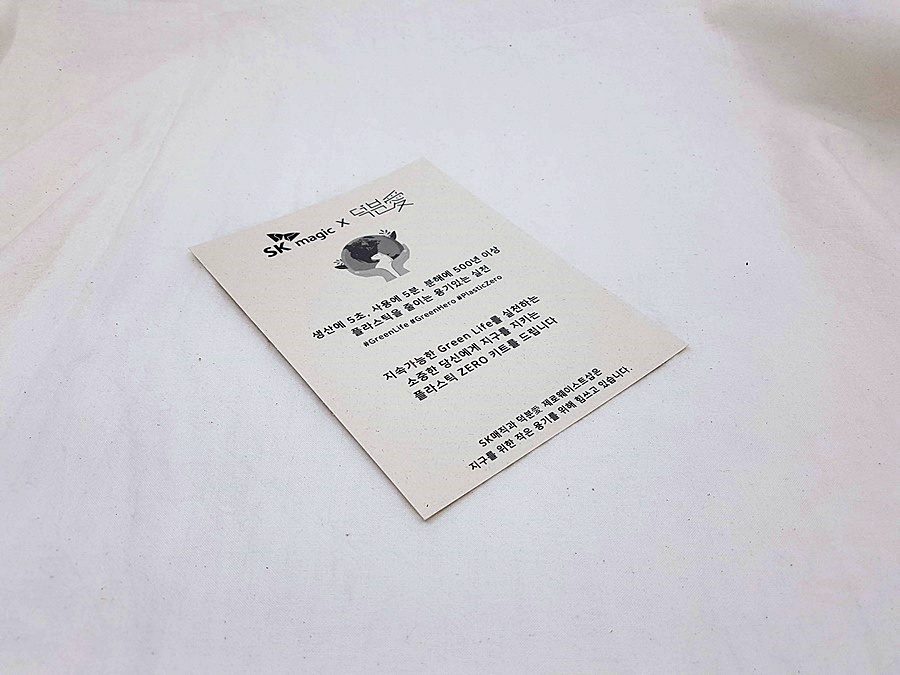 SK magic X 덕분愛
생산에 5초, 사용에 5분, 분해에 500년 이상
플라스틱을 줄이는 용기있는 실천
#GreenLife #GreenHero #PlasticZero
지속가능한 Green Life를 실천하는
소중한 당신에게 지구를 지키는
플라스틱 ZERO 키트를 드립니다
SK매직과 덕분愛 제로웨이스트샵은
지구를 위한 작은 용기를 위해 힘쓰고 있습니다.